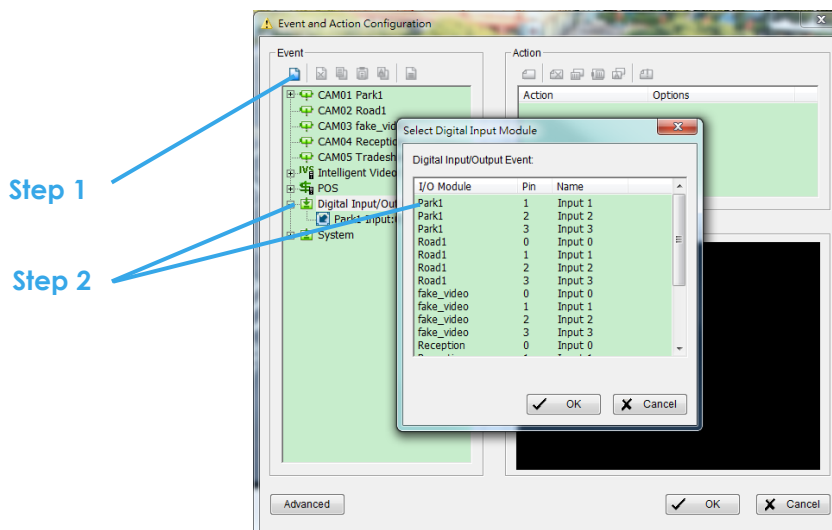 Event and Action Configuration
x
Event
Action
CAM01 Park1
CAM02 Road1
CAM03 fake_vid
CAM04 Receptio
CAM05 Tradesh
IVS Intelligent Video
POS
Digital Input/Out
Park1 Input:
System
Action Options
Select Digital Input Module
x
Digital Input/Output Event:
I/O Module Pin Name
Park1 1 Input 1
Park1 2 Input 2
Park1 3 Input 3
Road1 0 Input 0
Road1 1 Input 1
Road1 2 Input 2
Road1 3 Input 3
fake_video 0 Input 0
fake_video 1 Input 1
fake_video 2 Input 2
fake_video 3 Input 3
Reception 0 Input 0
OK Cancel
Step 1
Step 2
Advanced
OK Cancel